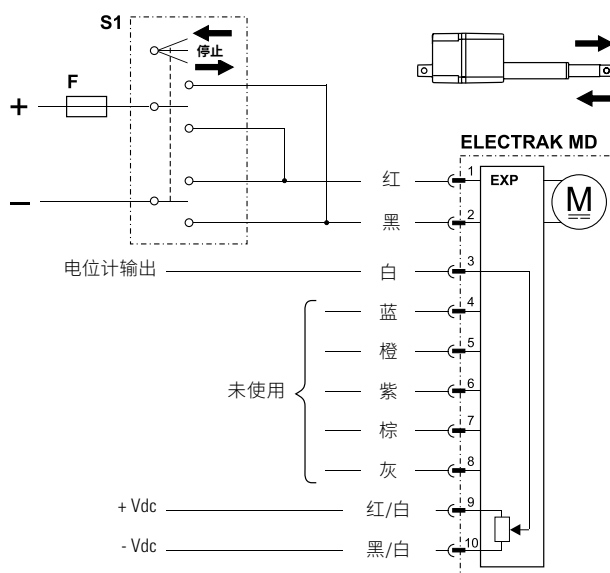 S1
停止
F
+
−
ELECTRAK MD
EXP
M
红 1
黑 2
电位计输出 白 3
蓝 4
橙 5
未使用 紫 6
棕 7
灰 8
+ Vdc 红/白 9
- Vdc 黑/白 10